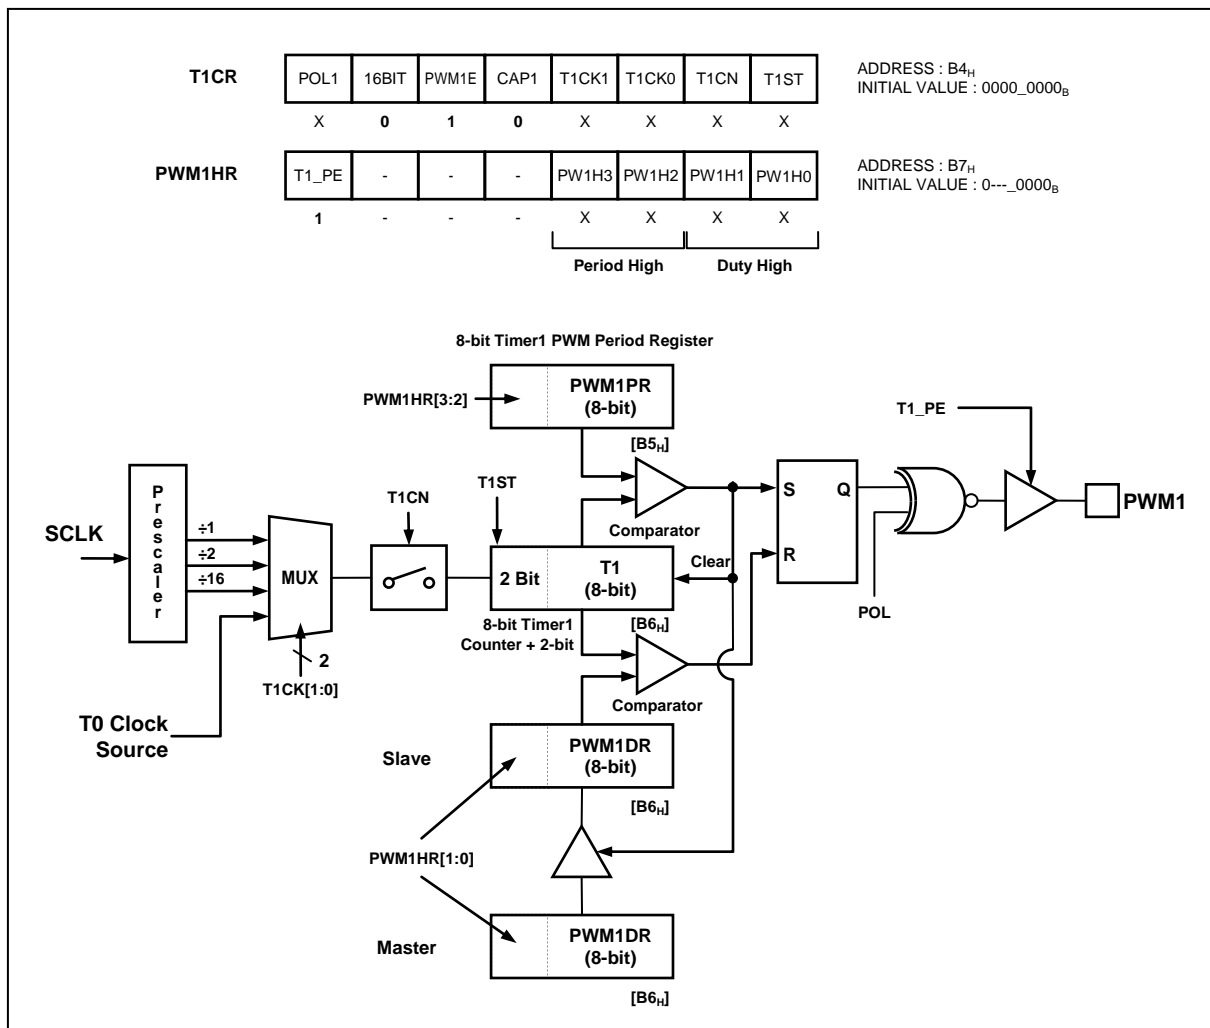 T1CR POL1 16BIT PWM1E CAP1 T1CK1 T1CK0 T1CN T1ST ADDRESS : B4H
INITIAL VALUE : 0000_0000B
X 0 1 0 X X X X
PWM1HR T1_PE - - - PW1H3 PW1H2 PW1H1 PW1H0 ADDRESS : B7H
INITIAL VALUE : 0---_0000B
1 - - - X X X X
Period High Duty High
8-bit Timer1 PWM Period Register
PWM1HR[3:2]
PWM1PR
(8-bit)
[B5H]
T1_PE
SCLK
Prescaler
÷1
÷2
÷16
MUX
2
T1CK[1:0]
T0 Clock
Source
T1CN
T1ST
2 Bit
T1
(8-bit)
Comparator
Clear
[B6H]
8-bit Timer1
Counter + 2-bit
Comparator
S Q
R
POL
PWM1
Slave
PWM1DR
(8-bit)
[B6H]
PWM1HR[1:0]
Master
PWM1DR
(8-bit)
[B6H]